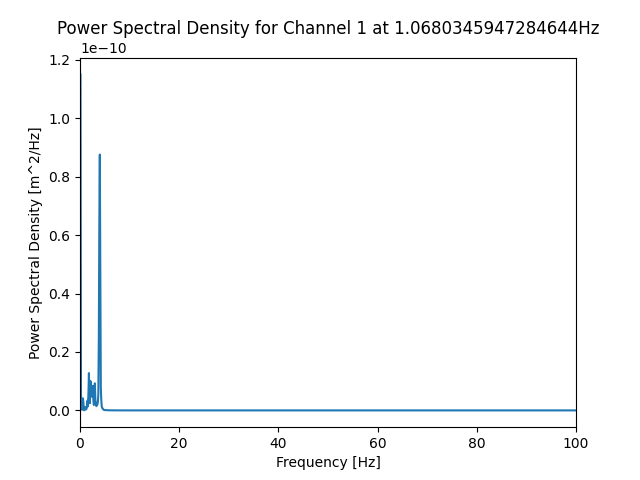 Power Spectral Density for Channel 1 at 1.0680345947284644Hz
1e−10
1.2
1.0
0.8
0.6
0.4
0.2
0.0
Power Spectral Density [m^2/Hz]
0 20 40 60 80 100
Frequency [Hz]